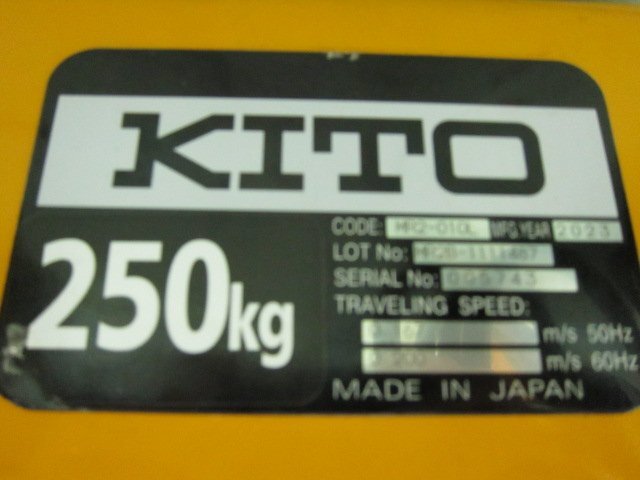 KITO
250kg
CODE: MR2-010L MFG.YEAR 2023
LOT No:
SERIAL No:
TRAVELING SPEED:
m/s 50Hz
m/s 60Hz
MADE IN JAPAN